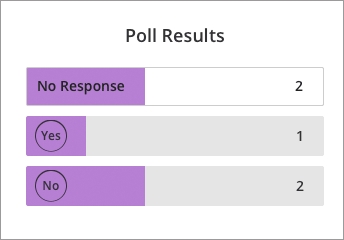 Poll Results
No Response 2
Yes 1
No 2